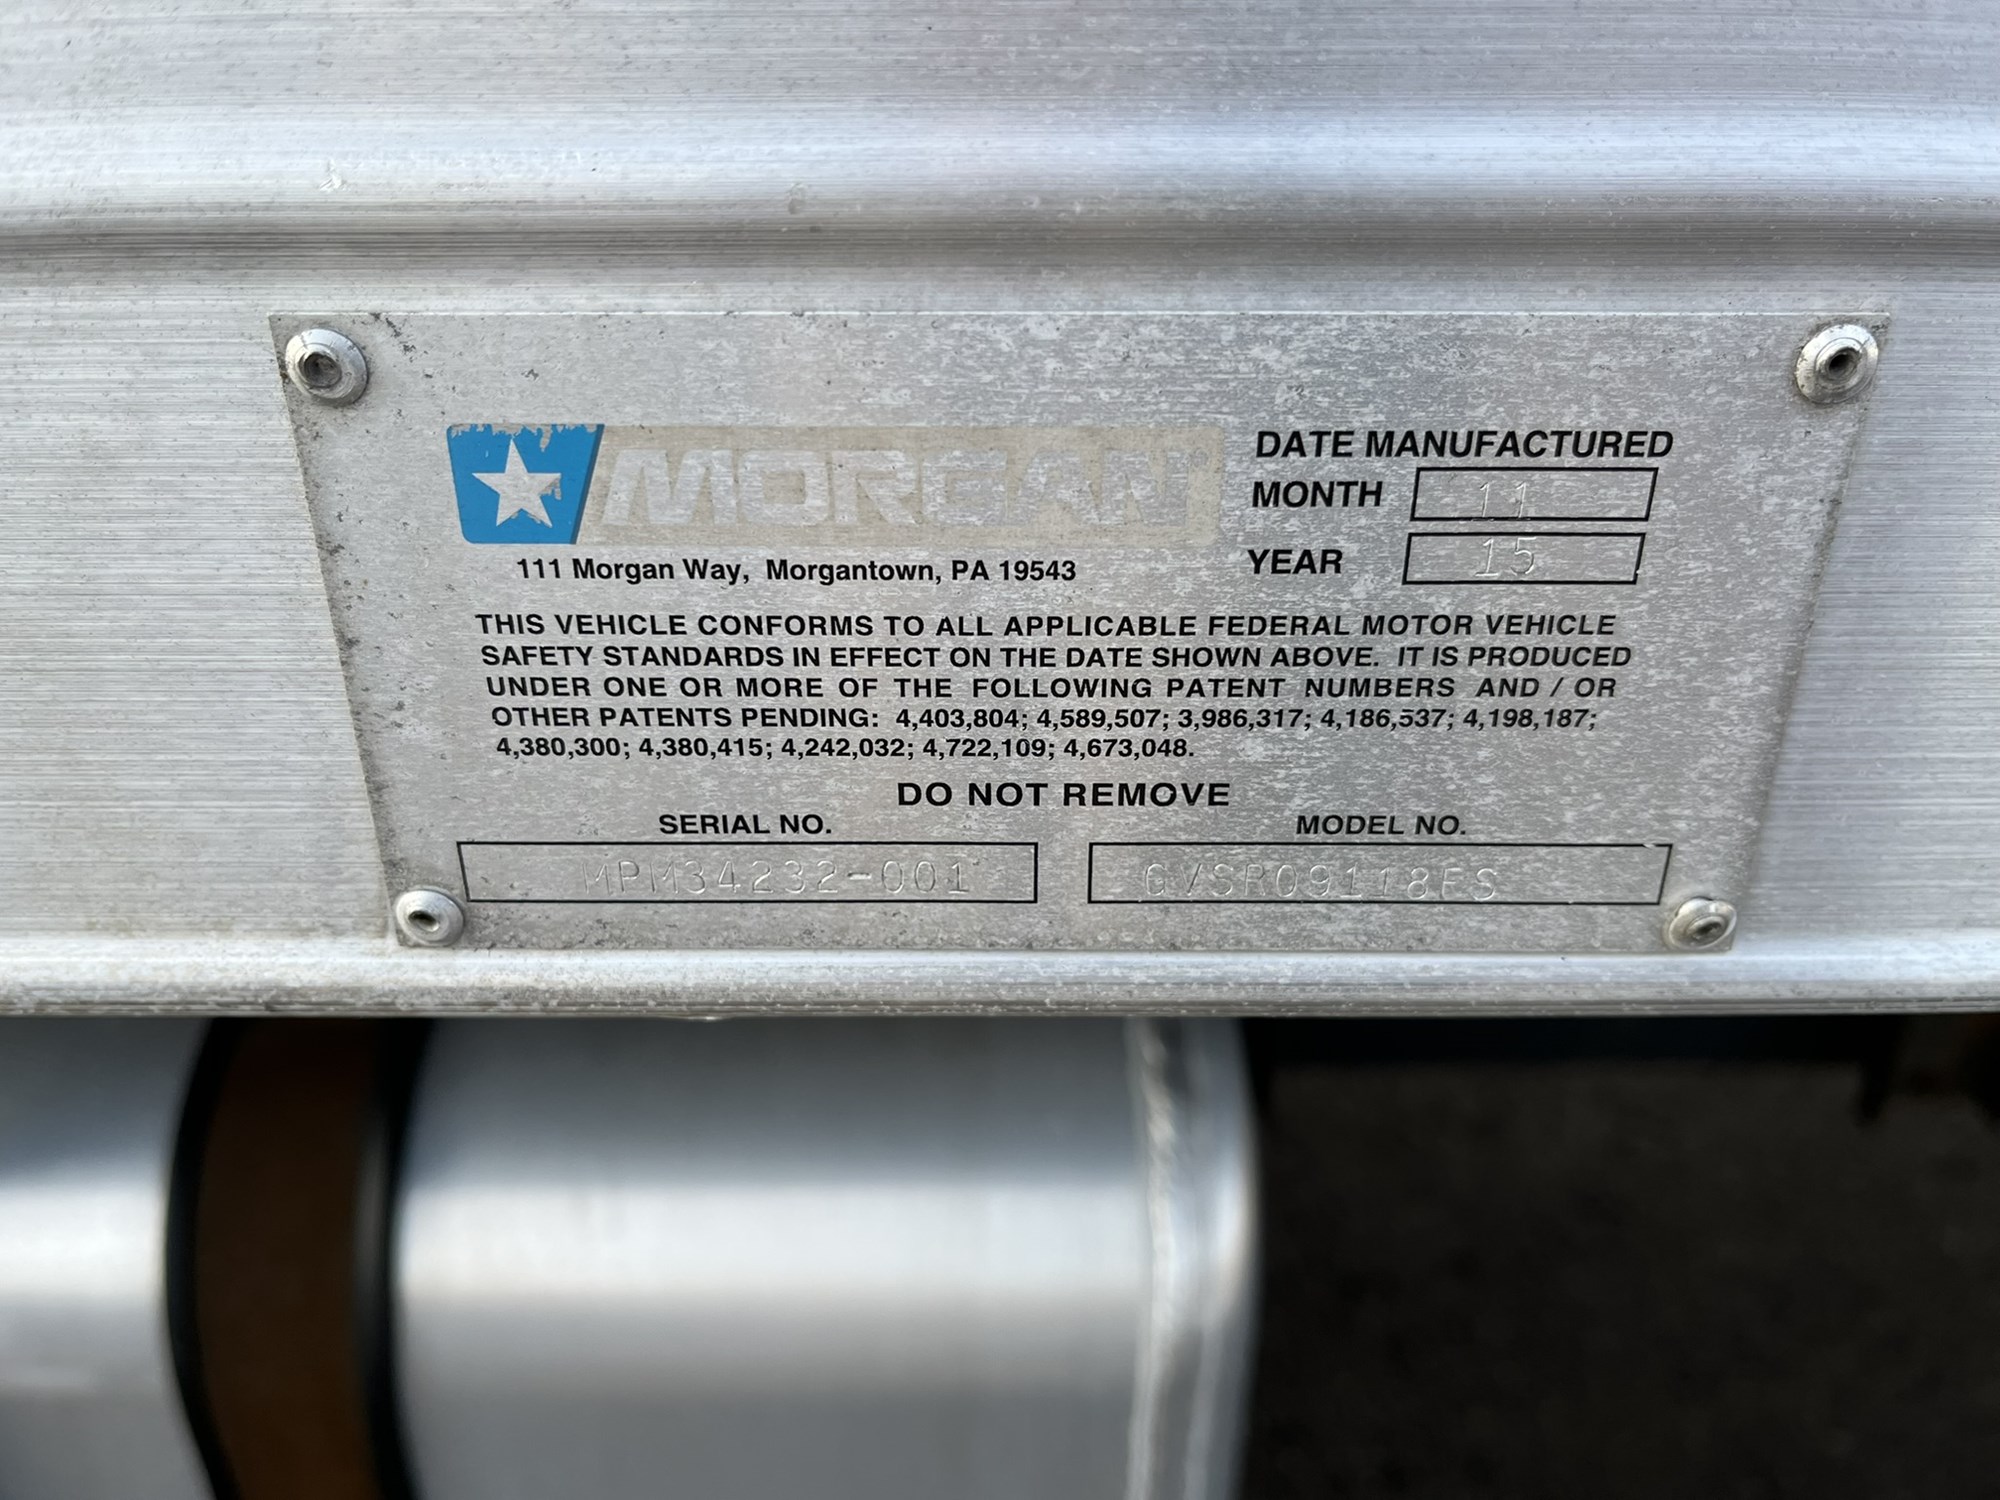 MORGAN®
DATE MANUFACTURED
MONTH 11
YEAR 15
111 Morgan Way, Morgantown, PA 19543
THIS VEHICLE CONFORMS TO ALL APPLICABLE FEDERAL MOTOR VEHICLE
SAFETY STANDARDS IN EFFECT ON THE DATE SHOWN ABOVE. IT IS PRODUCED
UNDER ONE OR MORE OF THE FOLLOWING PATENT NUMBERS AND / OR
OTHER PATENTS PENDING: 4,403,804; 4,589,507; 3,986,317; 4,186,537; 4,198,187;
4,380,300; 4,380,415; 4,242,032; 4,722,109; 4,673,048.
DO NOT REMOVE
SERIAL NO. MODEL NO.
MPM34232-001 GVSR09118FS